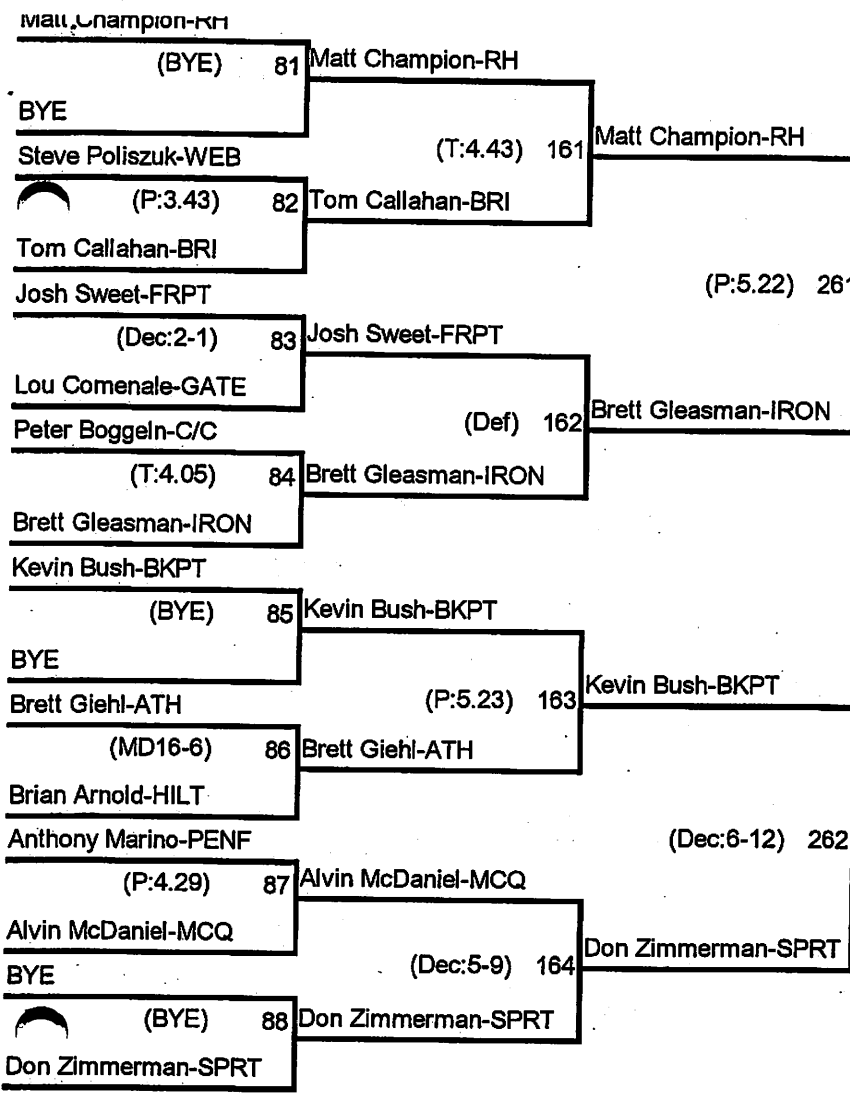 Matt Champion-RH
(BYE) 81 Matt Champion-RH
BYE
(T:4.43) 161 Matt Champion-RH
Steve Poliszuk-WEB
(P:3.43) 82 Tom Callahan-BRI
Tom Callahan-BRI
(P:5.22) 261
Josh Sweet-FRPT
(Dec:2-1) 83 Josh Sweet-FRPT
Lou Comenale-GATE
(Def) 162 Brett Gleasman-IRON
Peter Boggeln-C/C
(T:4.05) 84 Brett Gleasman-IRON
Brett Gleasman-IRON
Kevin Bush-BKPT
(BYE) 85 Kevin Bush-BKPT
BYE
(P:5.23) 163 Kevin Bush-BKPT
Brett Giehl-ATH
(MD16-6) 86 Brett Giehl-ATH
Brian Arnold-HILT
(Dec:6-12) 262
Anthony Marino-PENF
(P:4.29) 87 Alvin McDaniel-MCQ
Alvin McDaniel-MCQ
(Dec:5-9) 164 Don Zimmerman-SPRT
BYE
(BYE) 88 Don Zimmerman-SPRT
Don Zimmerman-SPRT